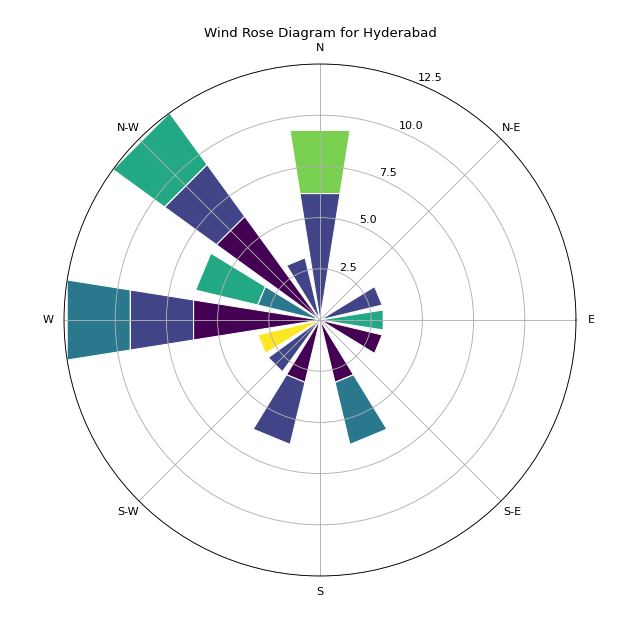 Wind Rose Diagram for Hyderabad
N
12.5
N-W
10.0
N-E
7.5
5.0
2.5
W
E
S-W
S-E
S